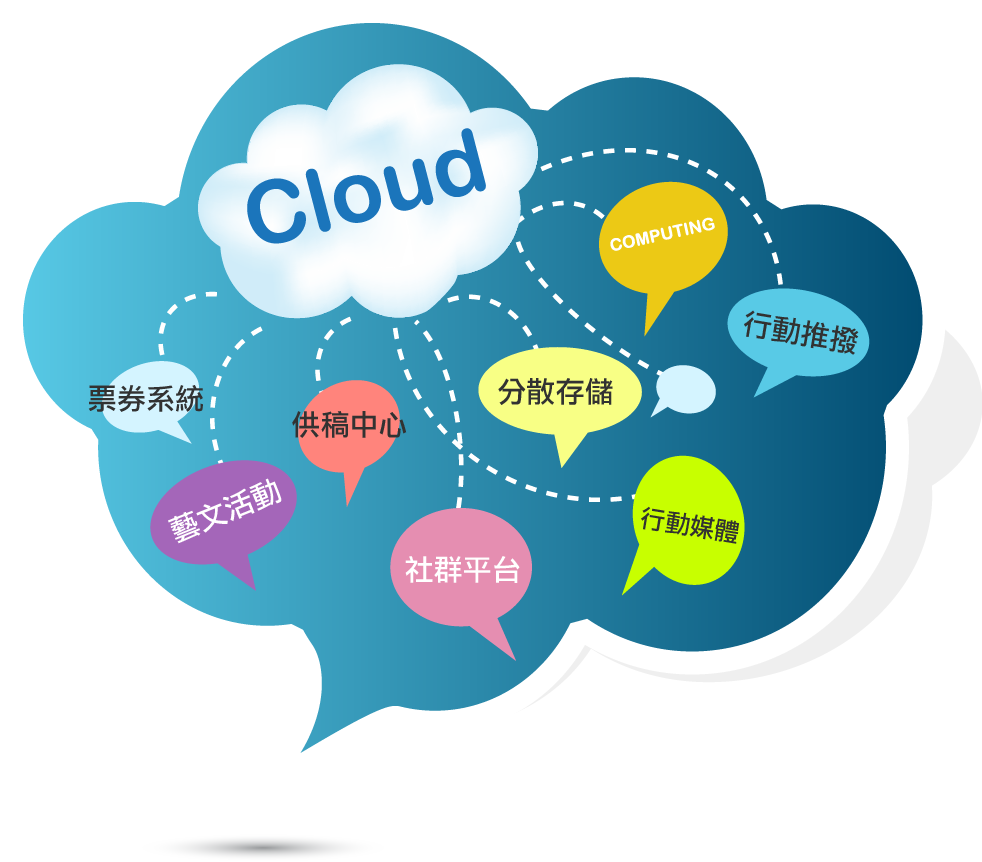 Cloud
COMPUTING
行動推撥
票券系統
供稿中心
分散存儲
藝文活動
社群平台
行動媒體